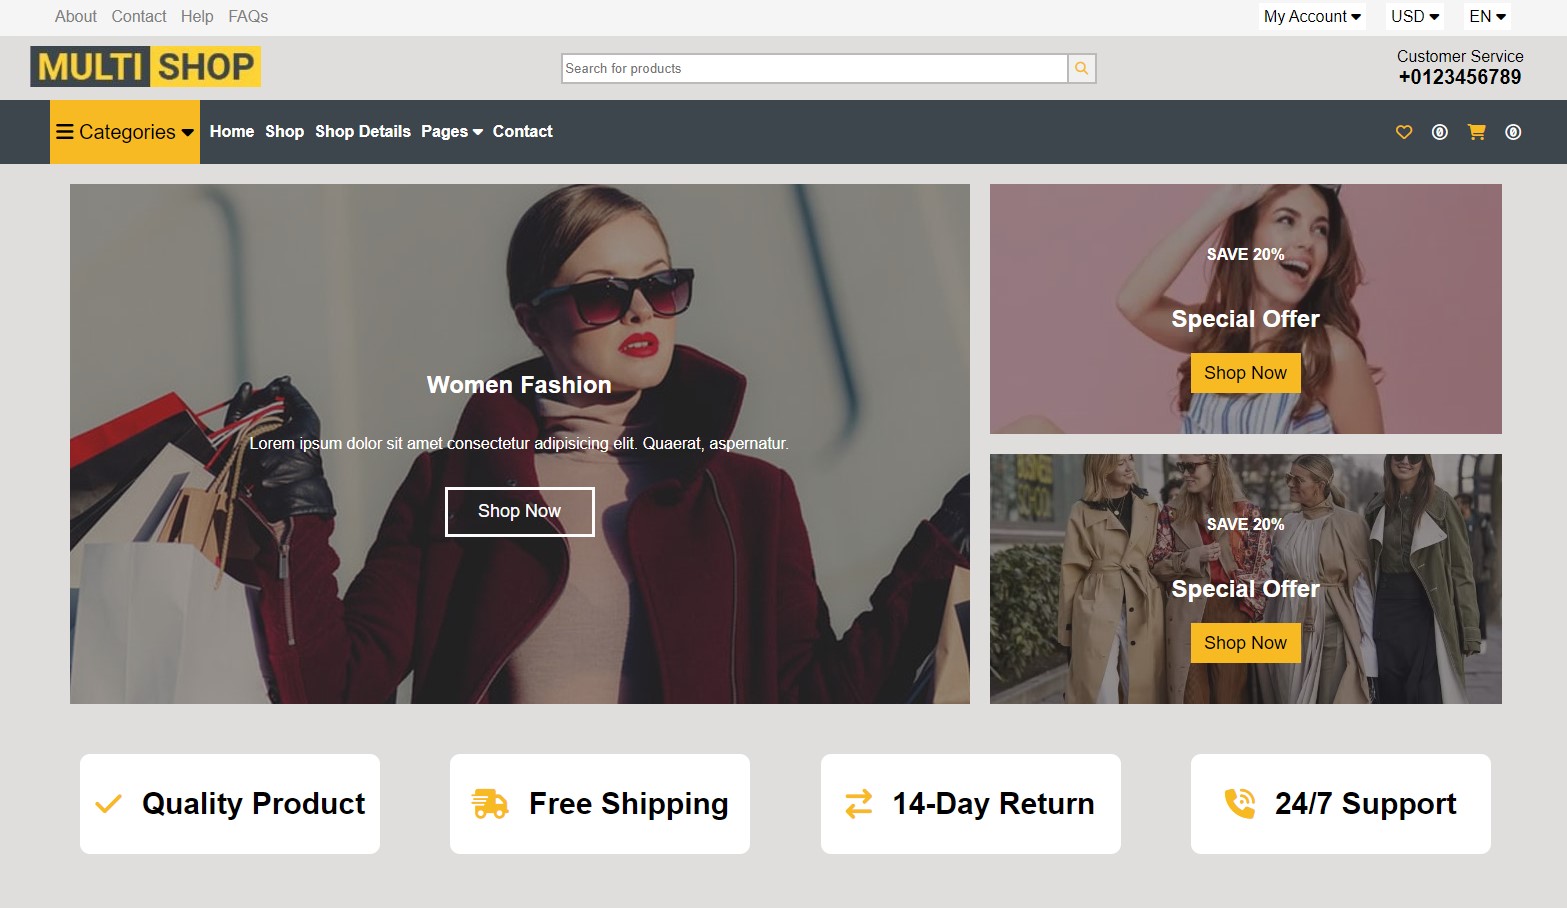 About Contact Help FAQs
My Account USD EN
MULTI SHOP
Search for products
Customer Service
+0123456789
Categories Home Shop Shop Details Pages Contact
0 0
Women Fashion
Lorem ipsum dolor sit amet consectetur adipisicing elit. Quaerat, aspernatur.
Shop Now
SAVE 20%
Special Offer
Shop Now
SAVE 20%
Special Offer
Shop Now
Quality Product
Free Shipping
14-Day Return
24/7 Support